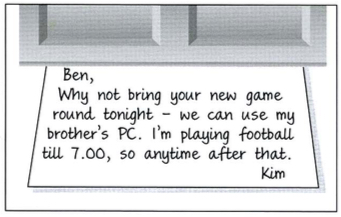 Ben,
Why not bring your new game
round tonight – we can use my
brother's PC. I'm playing football
till 7.00, so anytime after that.
Kim